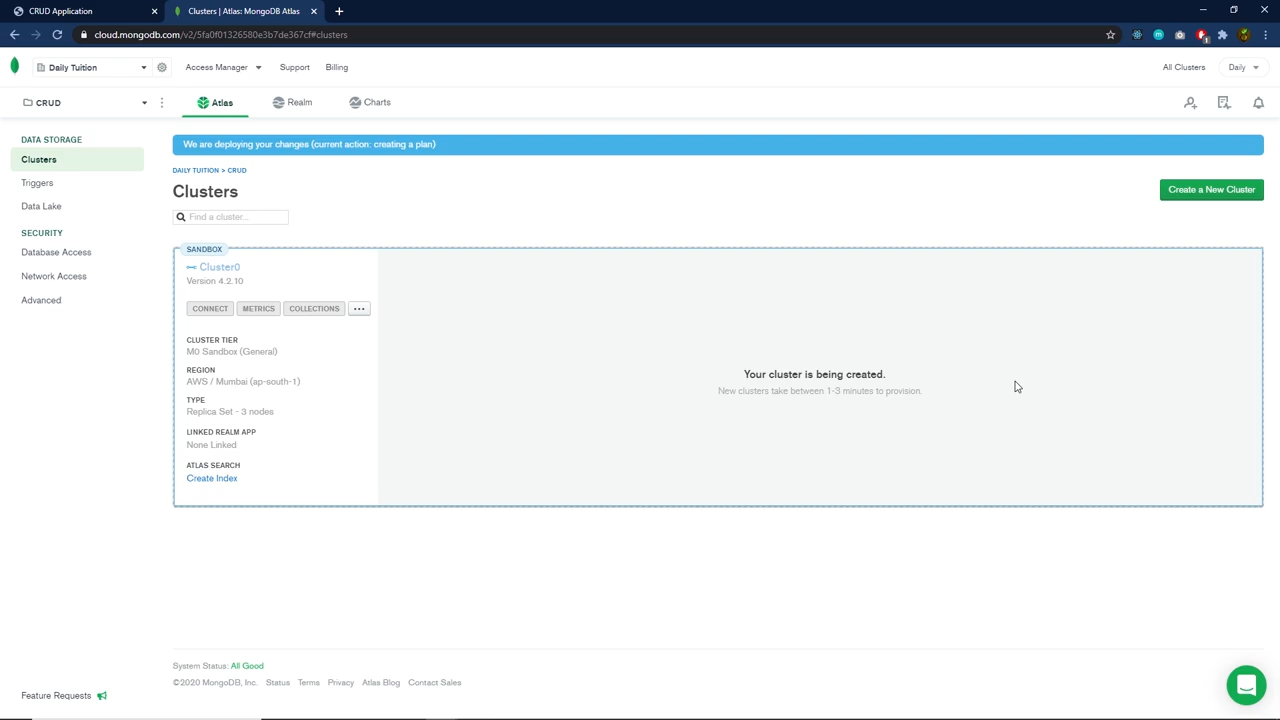 CRUD Application
Clusters | Atlas: MongoDB Atlas
cloud.mongodb.com/v2/5fa0f01326580e3b7de367cf#clusters
Daily Tuition
Access Manager
Support
Billing
All Clusters
Daily
CRUD
Atlas
Realm
Charts
DATA STORAGE
Clusters
Triggers
Data Lake
SECURITY
Database Access
Network Access
Advanced
We are deploying your changes (current action: creating a plan)
DAILY TUITION > CRUD
Clusters
Create a New Cluster
Find a cluster...
SANDBOX
Cluster0
Version 4.2.10
CONNECT
METRICS
COLLECTIONS
...
CLUSTER TIER
M0 Sandbox (General)
REGION
AWS / Mumbai (ap-south-1)
TYPE
Replica Set - 3 nodes
LINKED REALM APP
None Linked
ATLAS SEARCH
Create Index
Your cluster is being created.
New clusters take between 1-3 minutes to provision.
System Status: All Good
©2020 MongoDB, Inc.
Status
Terms
Privacy
Atlas Blog
Contact Sales
Feature Requests